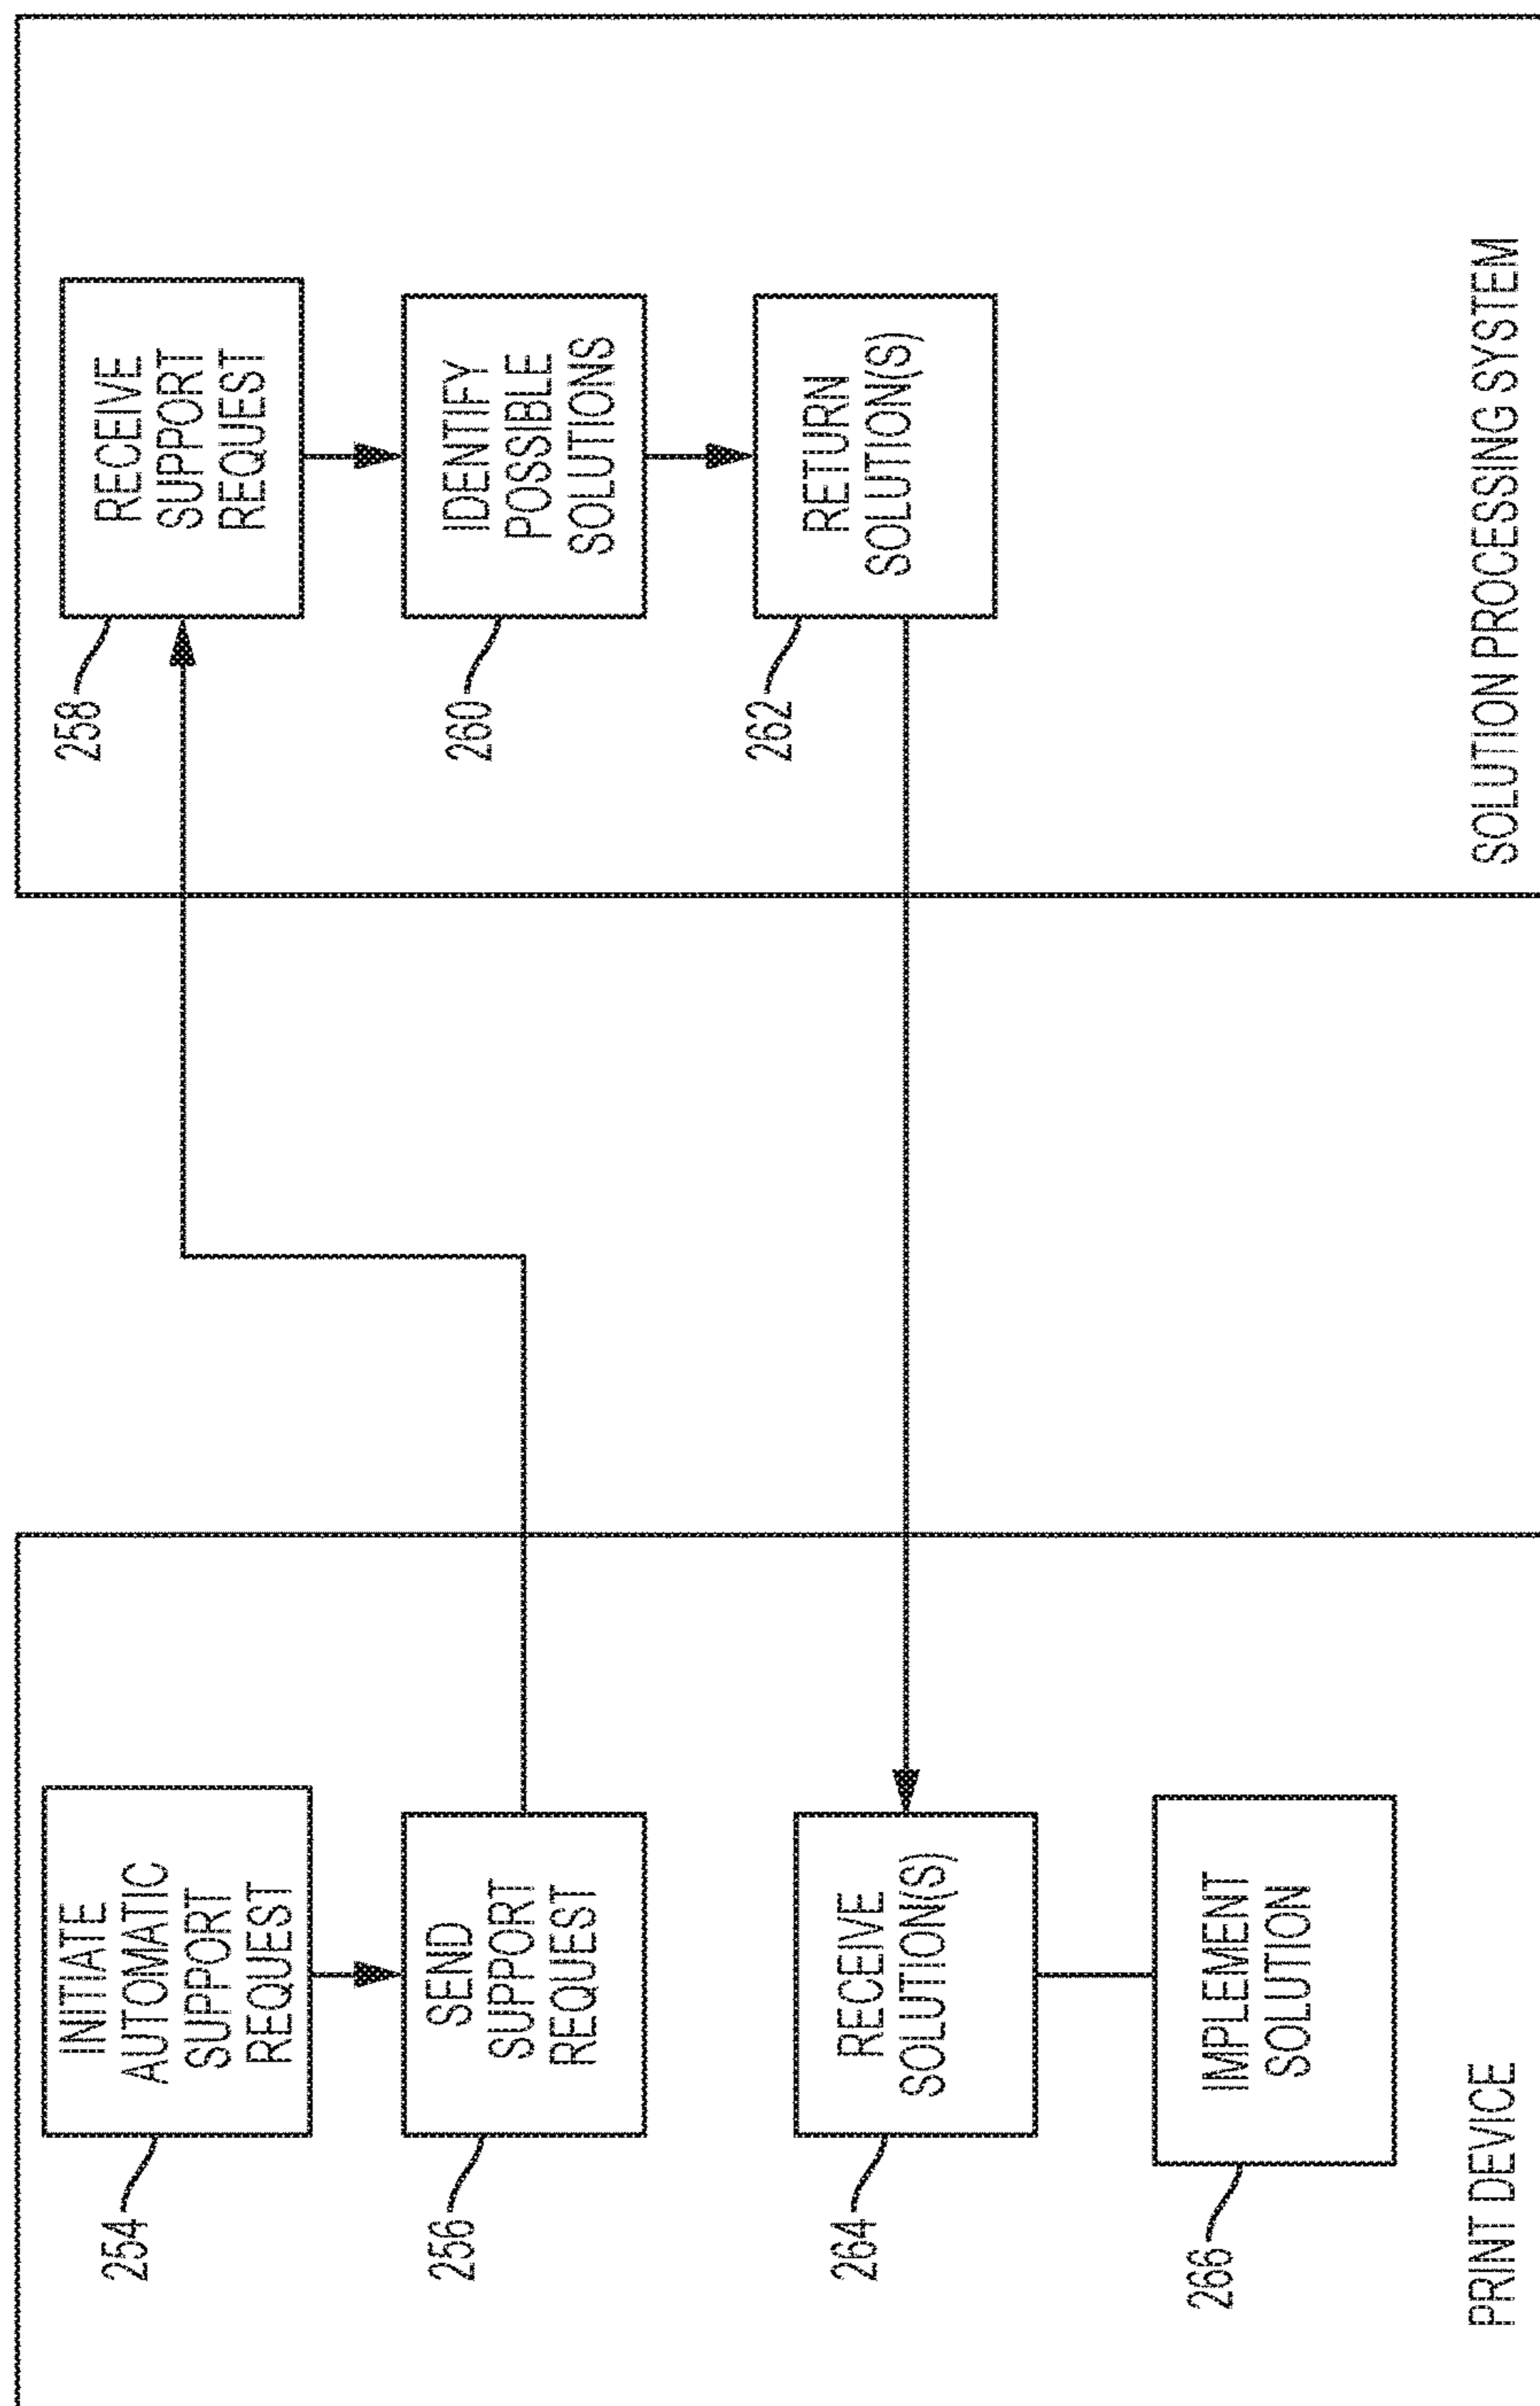 254
INITIATE
AUTOMATIC
SUPPORT
REQUEST
256
SEND
SUPPORT
REQUEST
258
RECEIVE
SUPPORT
REQUEST
260
IDENTIFY
POSSIBLE
SOLUTIONS
262
RETURN
SOLUTION(S)
264
RECEIVE
SOLUTION(S)
266
IMPLEMENT
SOLUTION
PRINT DEVICE
SOLUTION PROCESSING SYSTEM